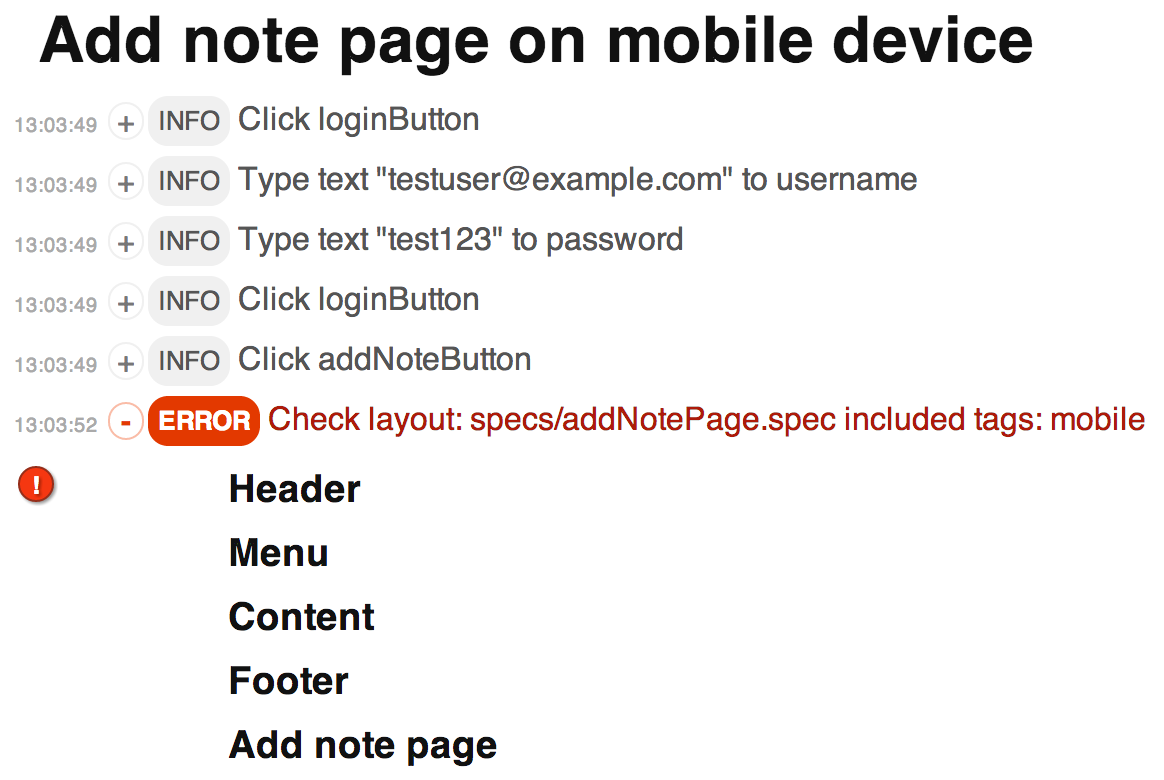 Add note page on mobile device
13:03:49 + INFO Click loginButton
13:03:49 + INFO Type text "testuser@example.com" to username
13:03:49 + INFO Type text "test123" to password
13:03:49 + INFO Click loginButton
13:03:49 + INFO Click addNoteButton
13:03:52 - ERROR Check layout: specs/addNotePage.spec included tags: mobile
! Header
Menu
Content
Footer
Add note page